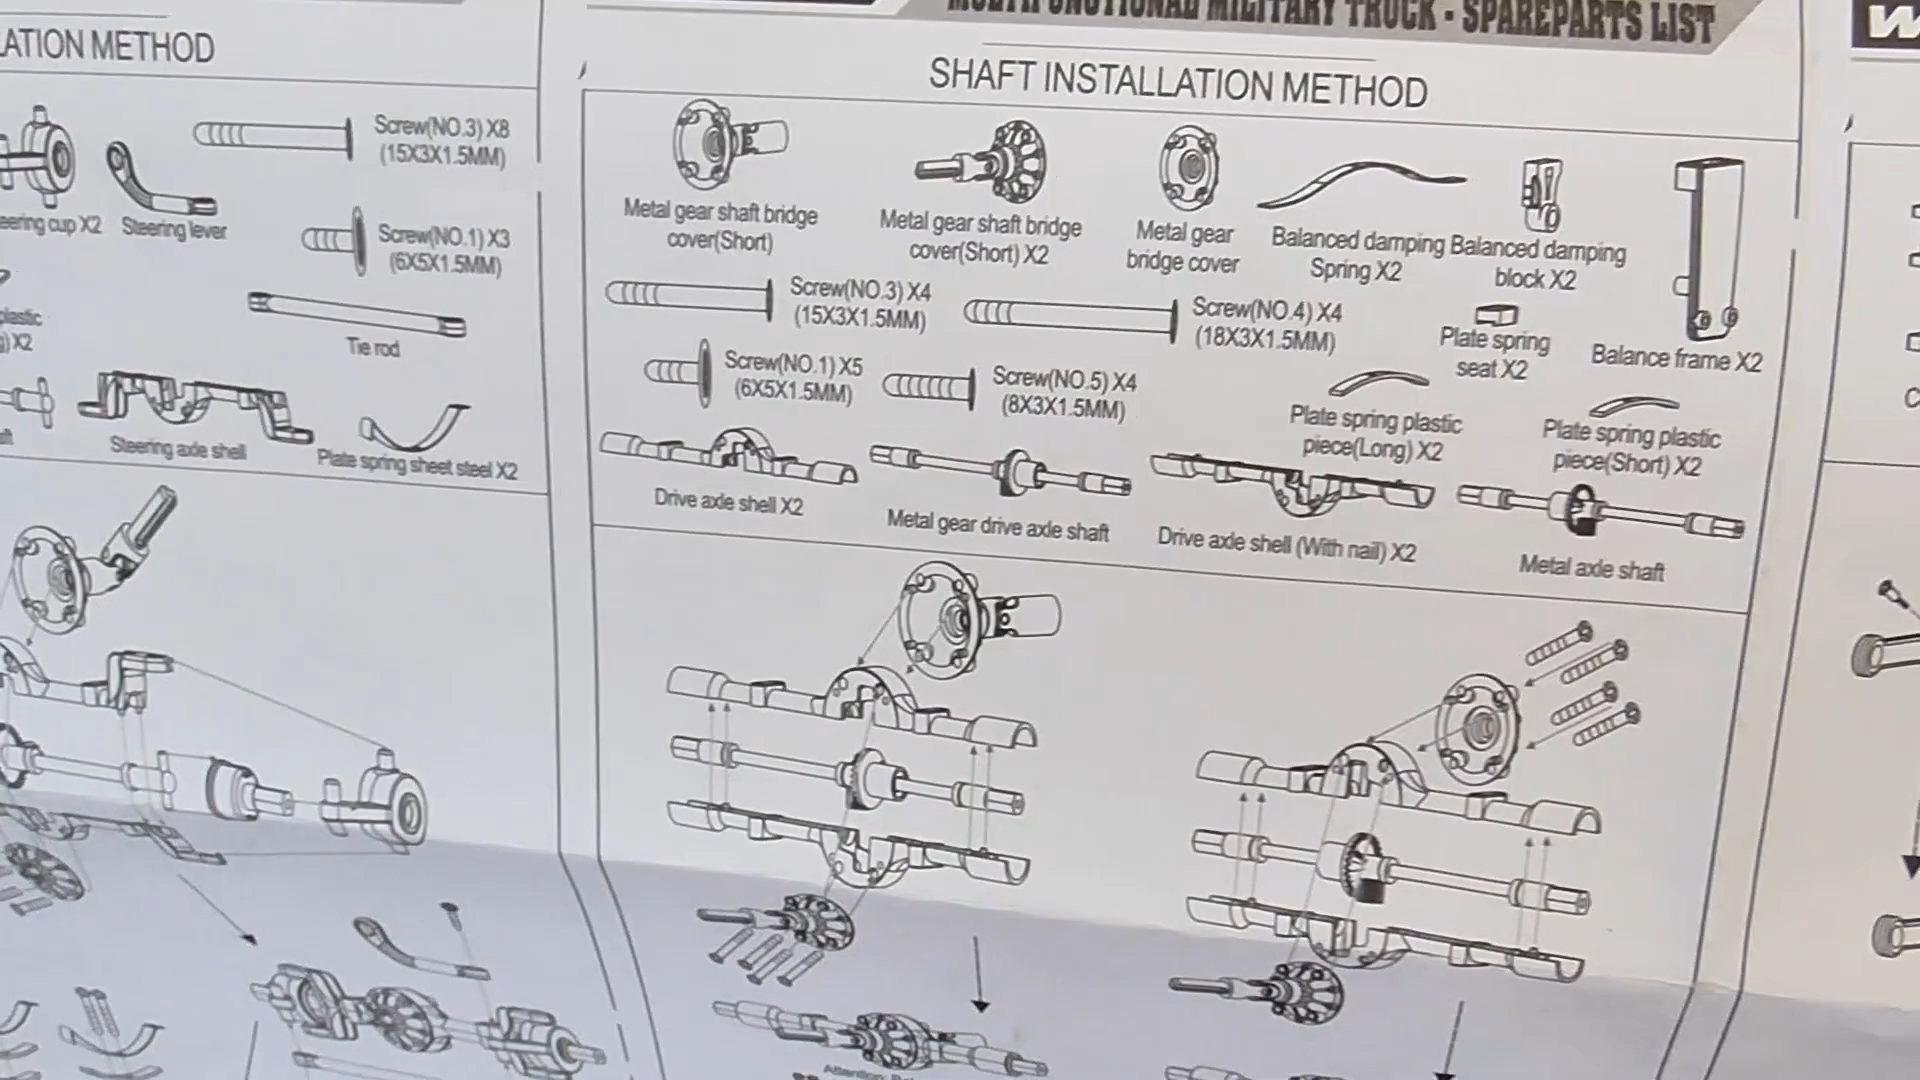 MULTIFUNCTIONAL MILITARY TRUCK - SPAREPARTS LIST
ATION METHOD
Screw(NO.3) X8
(15X3X1.5MM)
eering cup X2
Steering lever
Screw(NO.1) X3
(6X5X1.5MM)
plastic
X2
Tie rod
Steering axle shell
Plate spring sheet steel X2
SHAFT INSTALLATION METHOD
Metal gear shaft bridge
cover(Short)
Metal gear shaft bridge
cover(Short) X2
Metal gear
bridge cover
Balanced damping
Spring X2
Balanced damping
block X2
Screw(NO.3) X4
(15X3X1.5MM)
Screw(NO.4) X4
(18X3X1.5MM)
Plate spring
seat X2
Balance frame X2
Screw(NO.1) X5
(6X5X1.5MM)
Screw(NO.5) X4
(8X3X1.5MM)
Plate spring plastic
piece(Long) X2
Plate spring plastic
piece(Short) X2
Drive axle shell X2
Metal gear drive axle shaft
Drive axle shell (With nail) X2
Metal axle shaft
Attention